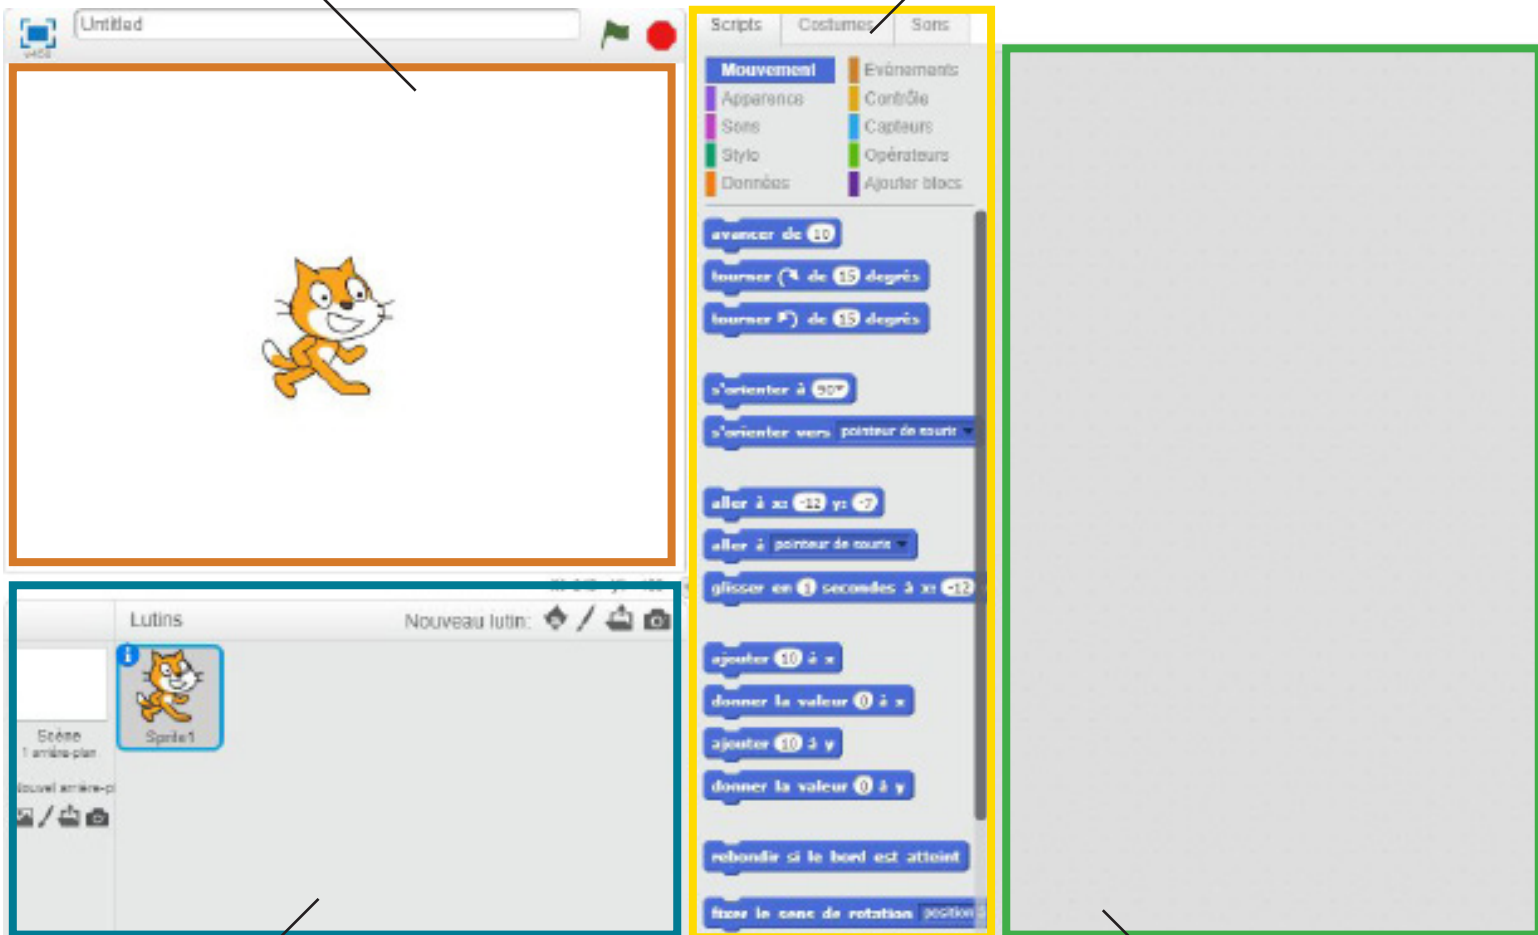 Untitled
v456
Scripts Costumes Sons
Mouvement Evénements
Apparence Contrôle
Sons Capteurs
Stylo Opérateurs
Données Ajouter blocs
avancer de 10
tourner de 15 degrés
tourner de 15 degrés
s'orienter à 90
s'orienter vers pointeur de souris
aller à x: -12 y: -7
aller à pointeur de souris
glisser en 1 secondes à x: -12
ajouter 10 à x
donner la valeur 0 à x
ajouter 10 à y
donner la valeur 0 à y
rebondir si le bord est atteint
fixer le sens de rotation position
Lutins Nouveau lutin:
Sprite1
Scène
1 arrière-plan